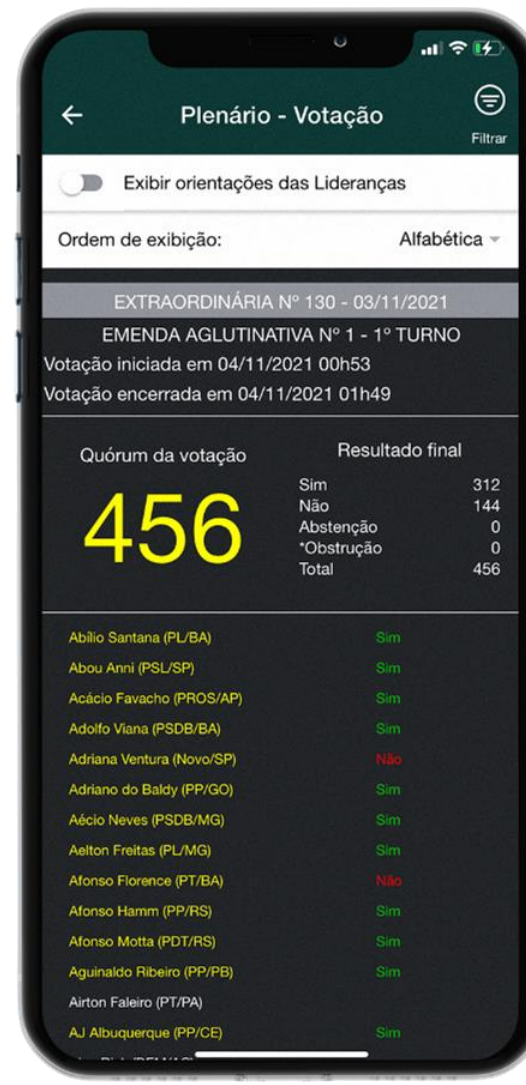 Plenário - Votação
Filtrar
Exibir orientações das Lideranças
Ordem de exibição: Alfabética
EXTRAORDINÁRIA Nº 130 - 03/11/2021
EMENDA AGLUTINATIVA Nº 1 - 1º TURNO
Votação iniciada em 04/11/2021 00h53
Votação encerrada em 04/11/2021 01h49
Quórum da votação
456
Resultado final
Sim 312
Não 144
Abstenção 0
*Obstrução 0
Total 456
Abílio Santana (PL/BA) Sim
Abou Anni (PSL/SP) Sim
Acácio Favacho (PROS/AP) Sim
Adolfo Viana (PSDB/BA) Sim
Adriana Ventura (Novo/SP) Não
Adriano do Baldy (PP/GO) Sim
Aécio Neves (PSDB/MG) Sim
Aelton Freitas (PL/MG) Sim
Afonso Florence (PT/BA) Não
Afonso Hamm (PP/RS) Sim
Afonso Motta (PDT/RS) Sim
Aguinaldo Ribeiro (PP/PB) Sim
Airton Faleiro (PT/PA)
AJ Albuquerque (PP/CE) Sim